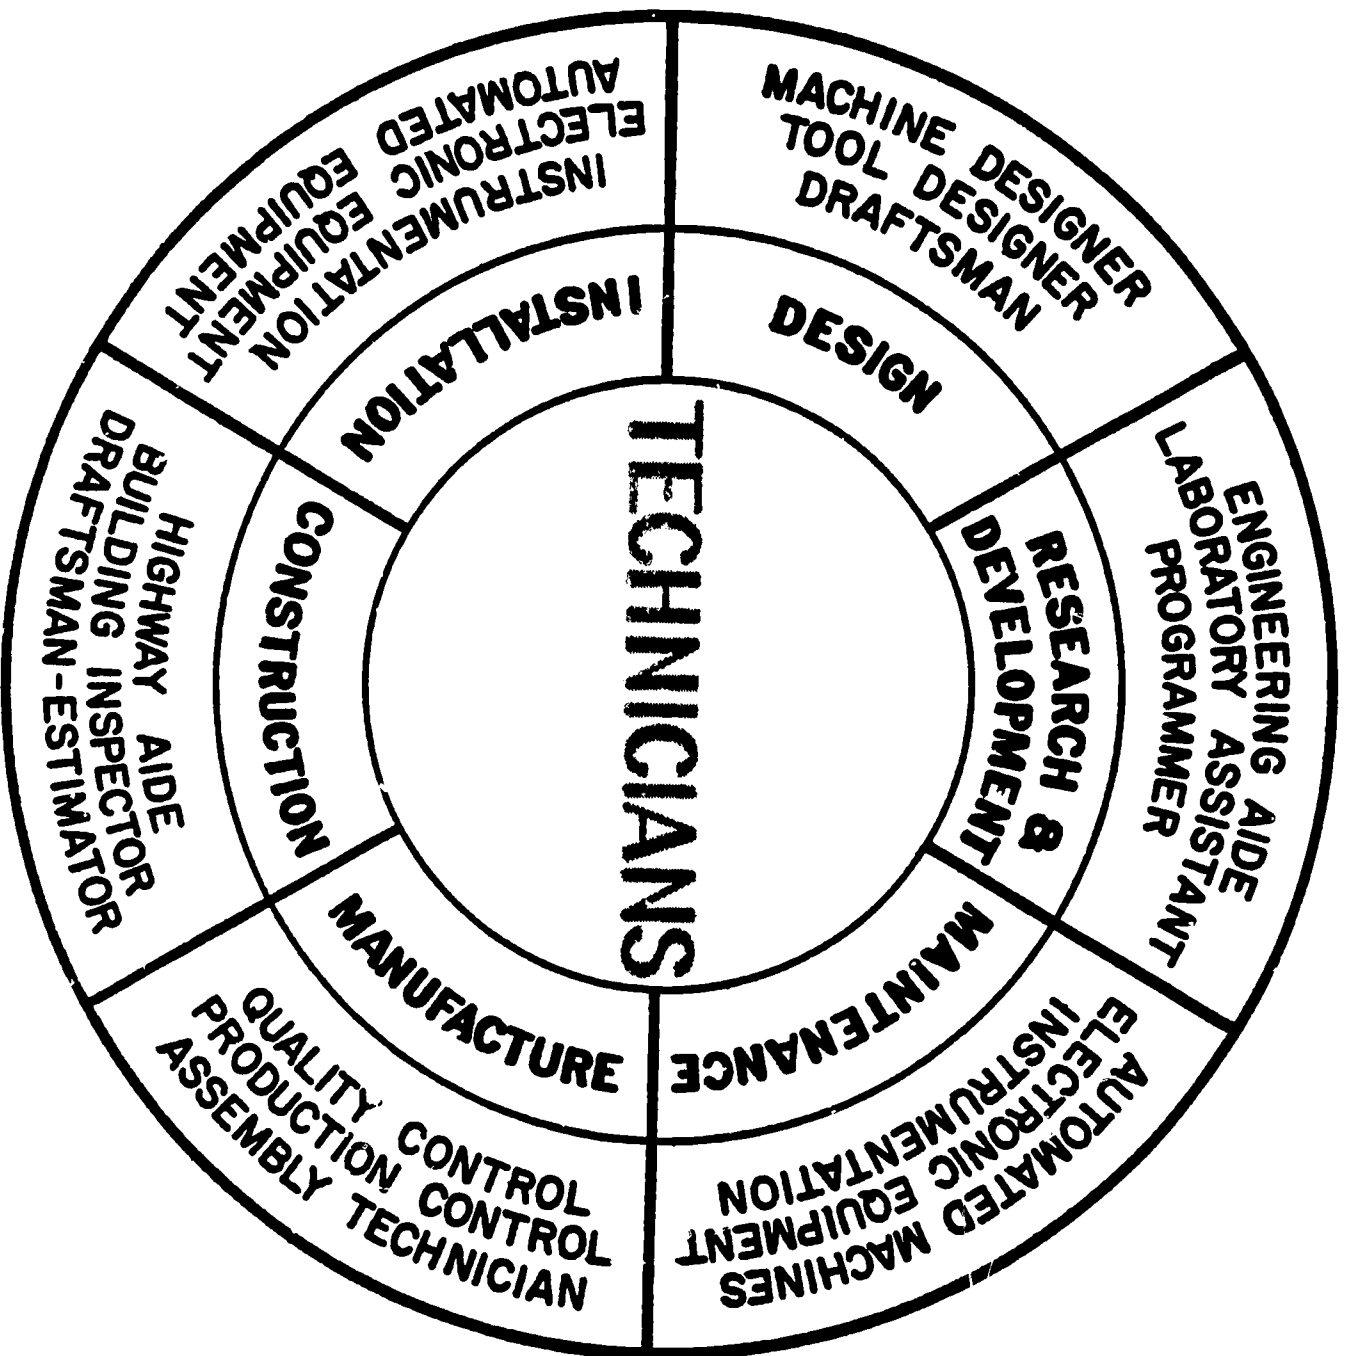 TECHNICIANS
DESIGN
MACHINE DESIGNER
TOOL DESIGNER
DRAFTSMAN
RESEARCH &
DEVELOPMENT
ENGINEERING AIDE
LABORATORY ASSISTANT
PROGRAMMER
MAINTENANCE
INSTRUMENTATION
ELECTRONIC EQUIPMENT
AUTOMATED MACHINES
MANUFACTURE
QUALITY CONTROL
PRODUCTION CONTROL
ASSEMBLY TECHNICIAN
CONSTRUCTION
HIGHWAY AIDE
BUILDING INSPECTOR
DRAFTSMAN-ESTIMATOR
INSTALLATION
INSTRUMENTATION
ELECTRONIC EQUIPMENT
AUTOMATED EQUIPMENT